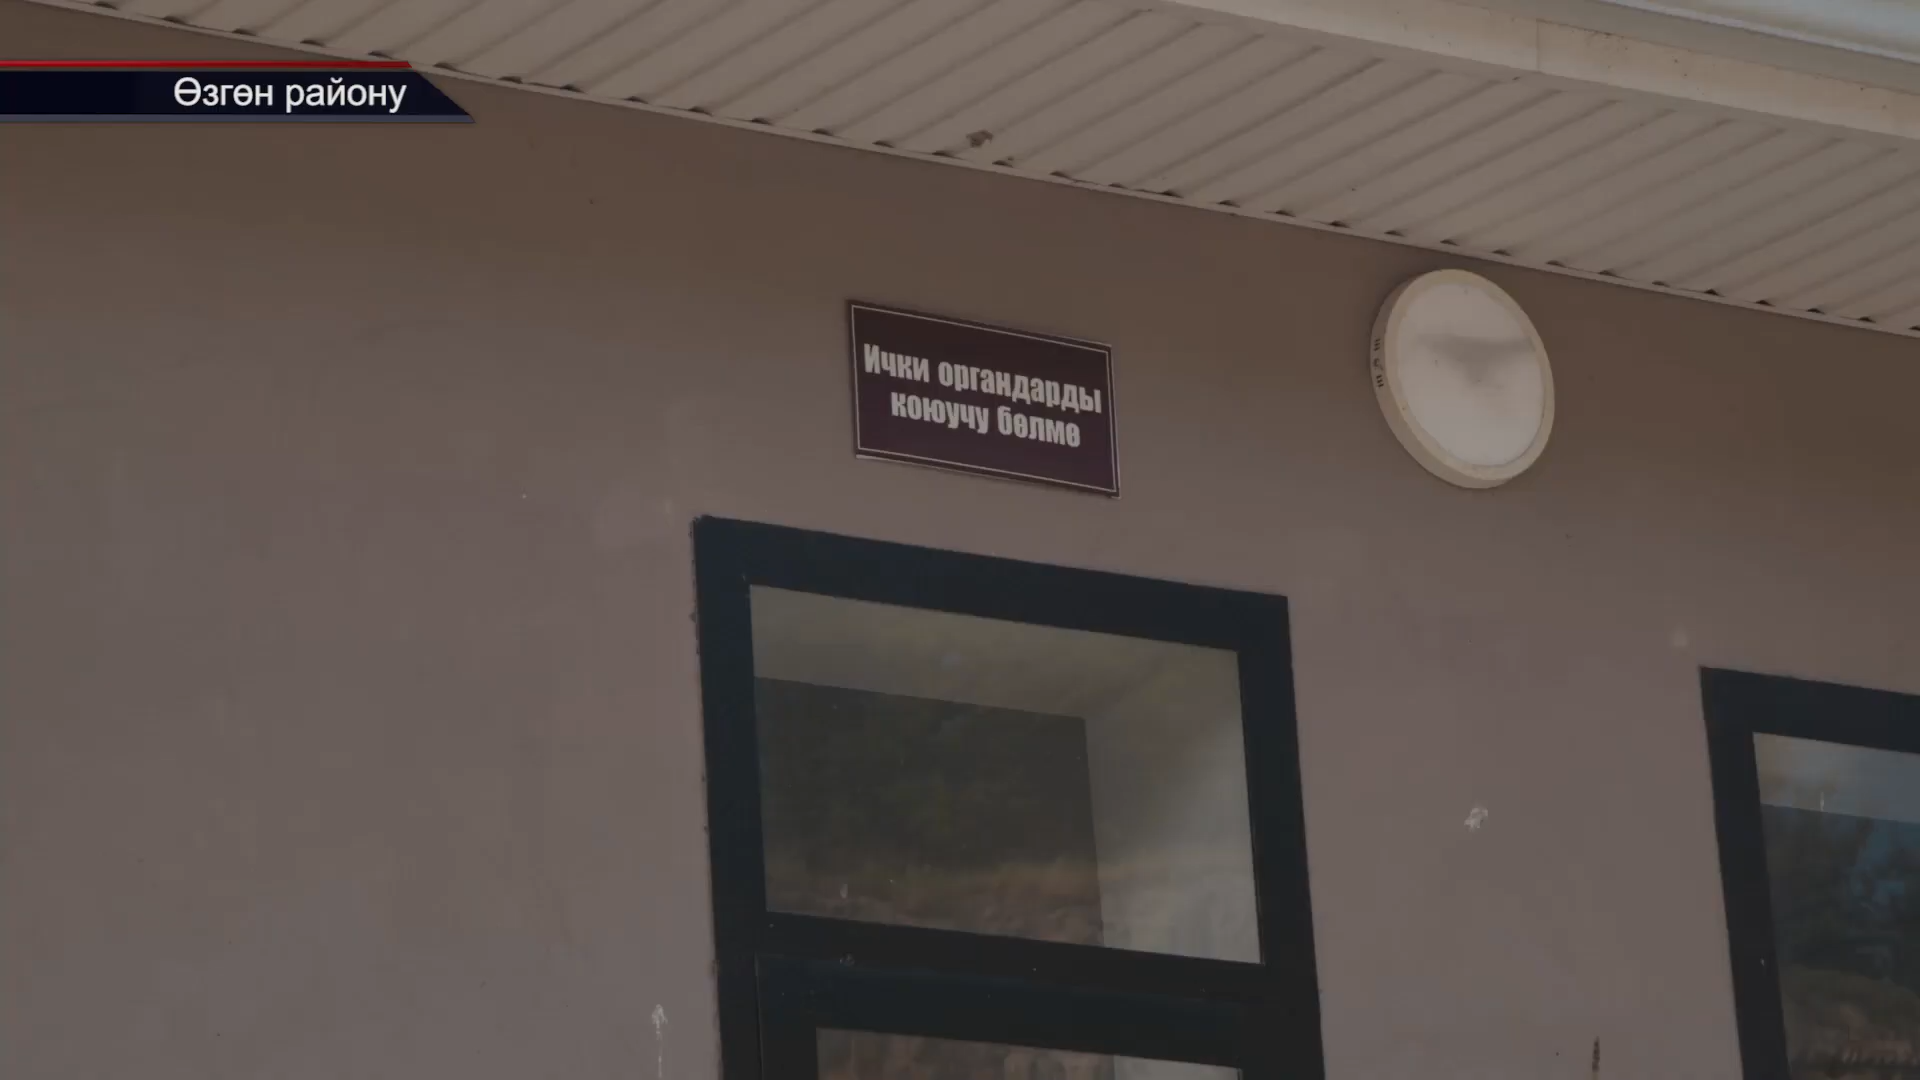 Өзгөн району
Ички органдарды
коюучу бөлмө